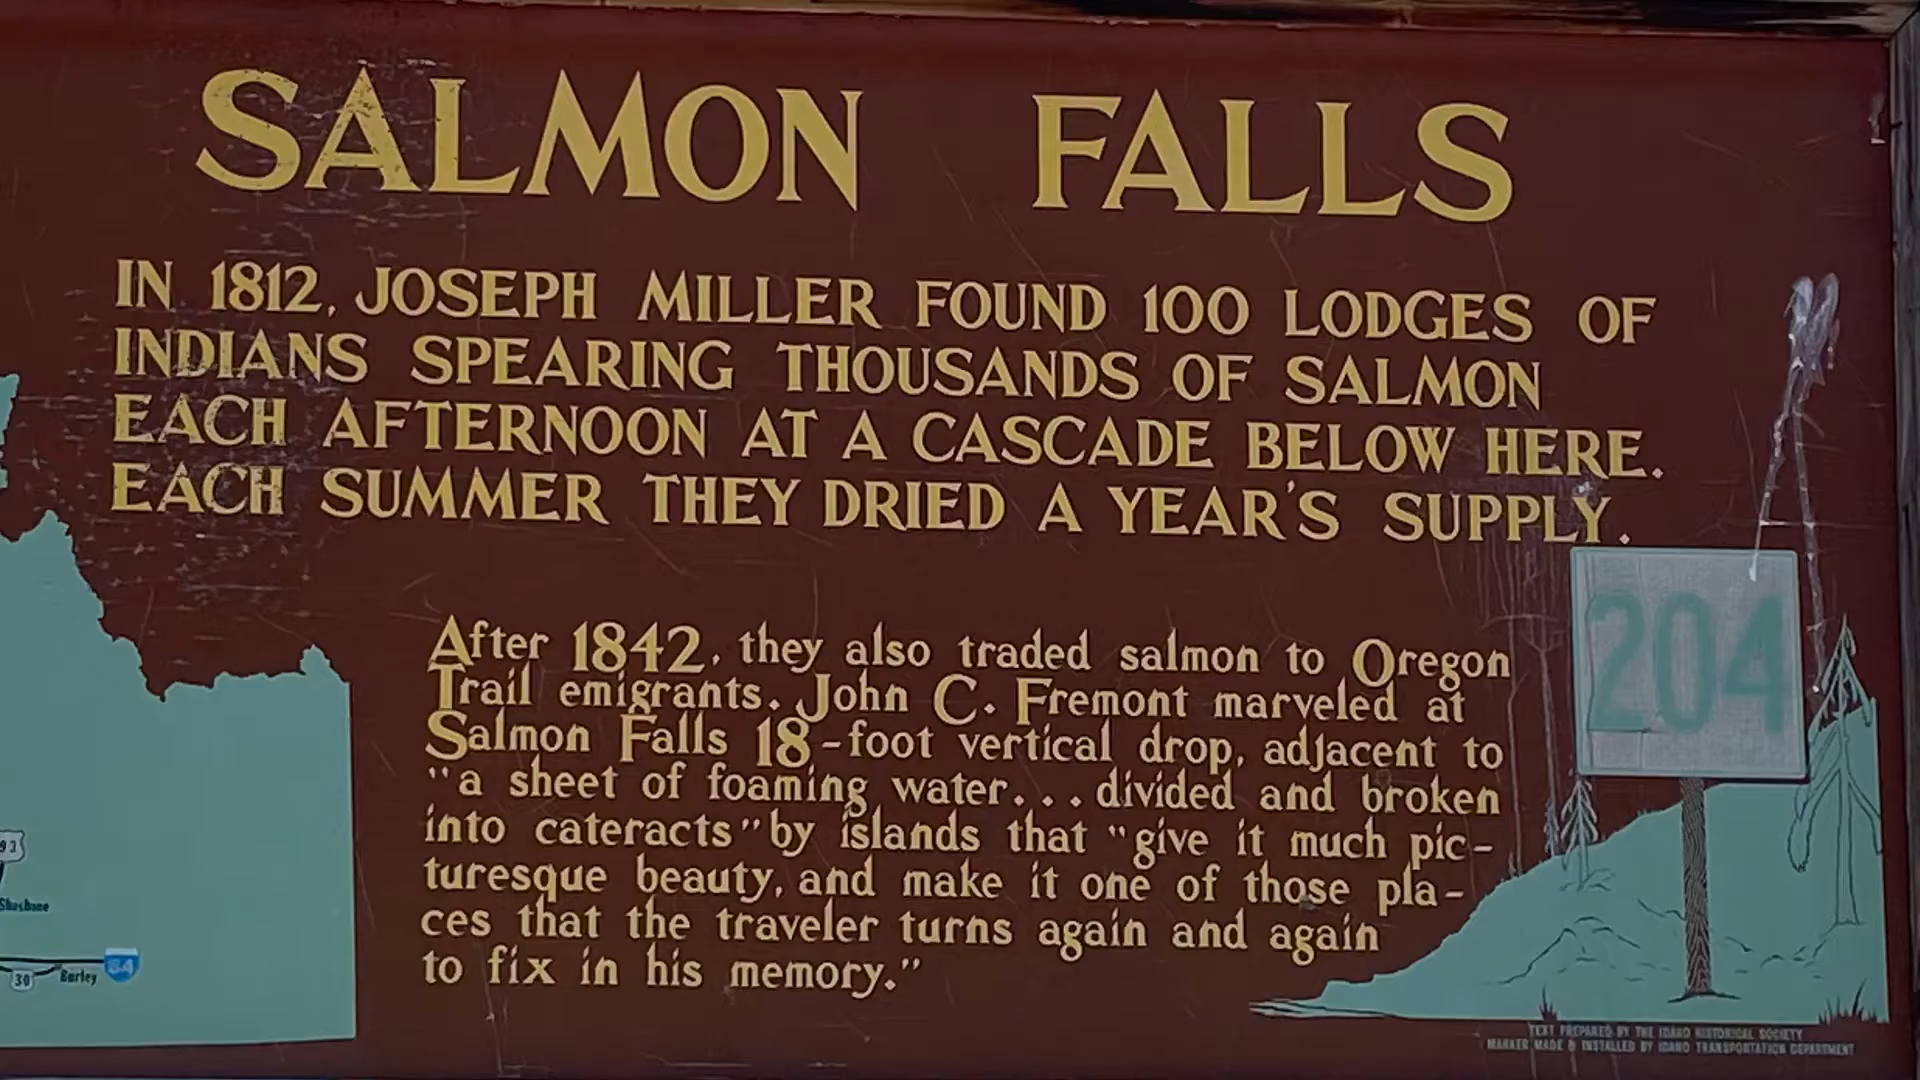 SALMON FALLS
IN 1812, JOSEPH MILLER FOUND 100 LODGES OF
INDIANS SPEARING THOUSANDS OF SALMON
EACH AFTERNOON AT A CASCADE BELOW HERE.
EACH SUMMER THEY DRIED A YEAR'S SUPPLY.
After 1842, they also traded salmon to Oregon
Trail emigrants. John C. Fremont marveled at
Salmon Falls 18-foot vertical drop, adjacent to
"a sheet of foaming water... divided and broken
into cateracts" by islands that "give it much pic-
turesque beauty, and make it one of those pla-
ces that the traveler turns again and again
to fix in his memory."
204
93
Shoshone
30
Burley
84
TEXT PREPARED BY THE IDAHO HISTORICAL SOCIETY
MARKER MADE & INSTALLED BY IDAHO TRANSPORTATION DEPARTMENT